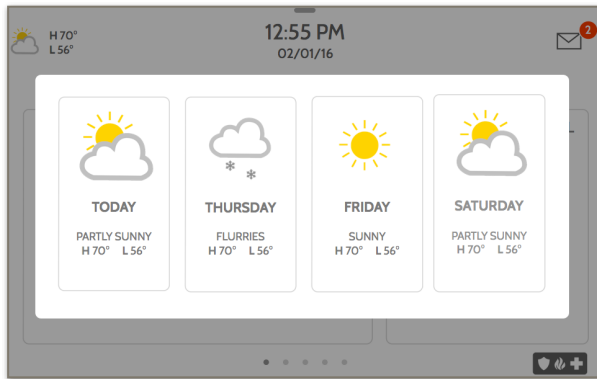 H 70°
L 56°
12:55 PM
02/01/16
2
TODAY
PARTLY SUNNY
H 70° L 56°
THURSDAY
FLURRIES
H 70° L 56°
FRIDAY
SUNNY
H 70° L 56°
SATURDAY
PARTLY SUNNY
H 70° L 56°